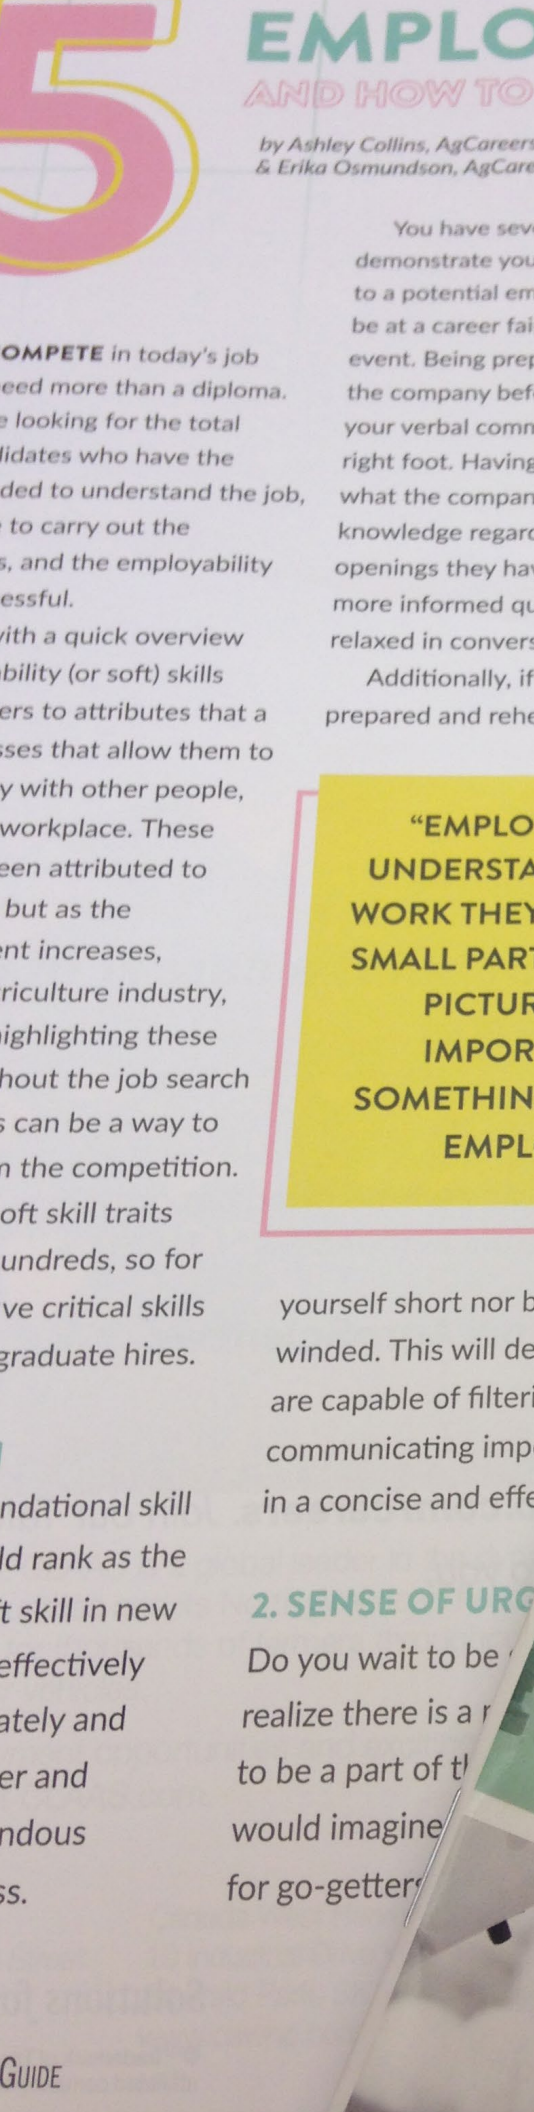 5
EMPLO
AND HOW TO
by Ashley Collins, AgCareers
& Erika Osmundson, AgCare
OMPETE in today's job
eed more than a diploma.
e looking for the total
lidates who have the
ded to understand the job,
to carry out the
s, and the employability
essful.
vith a quick overview
bility (or soft) skills
ers to attributes that a
sses that allow them to
y with other people,
workplace. These
een attributed to
but as the
ent increases,
riculture industry,
highlighting these
hout the job search
s can be a way to
n the competition.
oft skill traits
undreds, so for
ve critical skills
graduate hires.
ndational skill
ld rank as the
t skill in new
effectively
ately and
er and
ndous
ss.
You have seve
demonstrate you
to a potential em
be at a career fai
event. Being prep
the company befo
your verbal comm
right foot. Having
what the compan
knowledge regard
openings they hav
more informed qu
relaxed in convers
Additionally, if
prepared and rehe
"EMPLO
UNDERSTA
WORK THEY
SMALL PART
PICTUR
IMPOR
SOMETHIN
EMPL
yourself short nor b
winded. This will de
are capable of filteri
communicating imp
in a concise and effe
2. SENSE OF URG
Do you wait to be
realize there is a
to be a part of th
would imagine
for go-getters
GUIDE